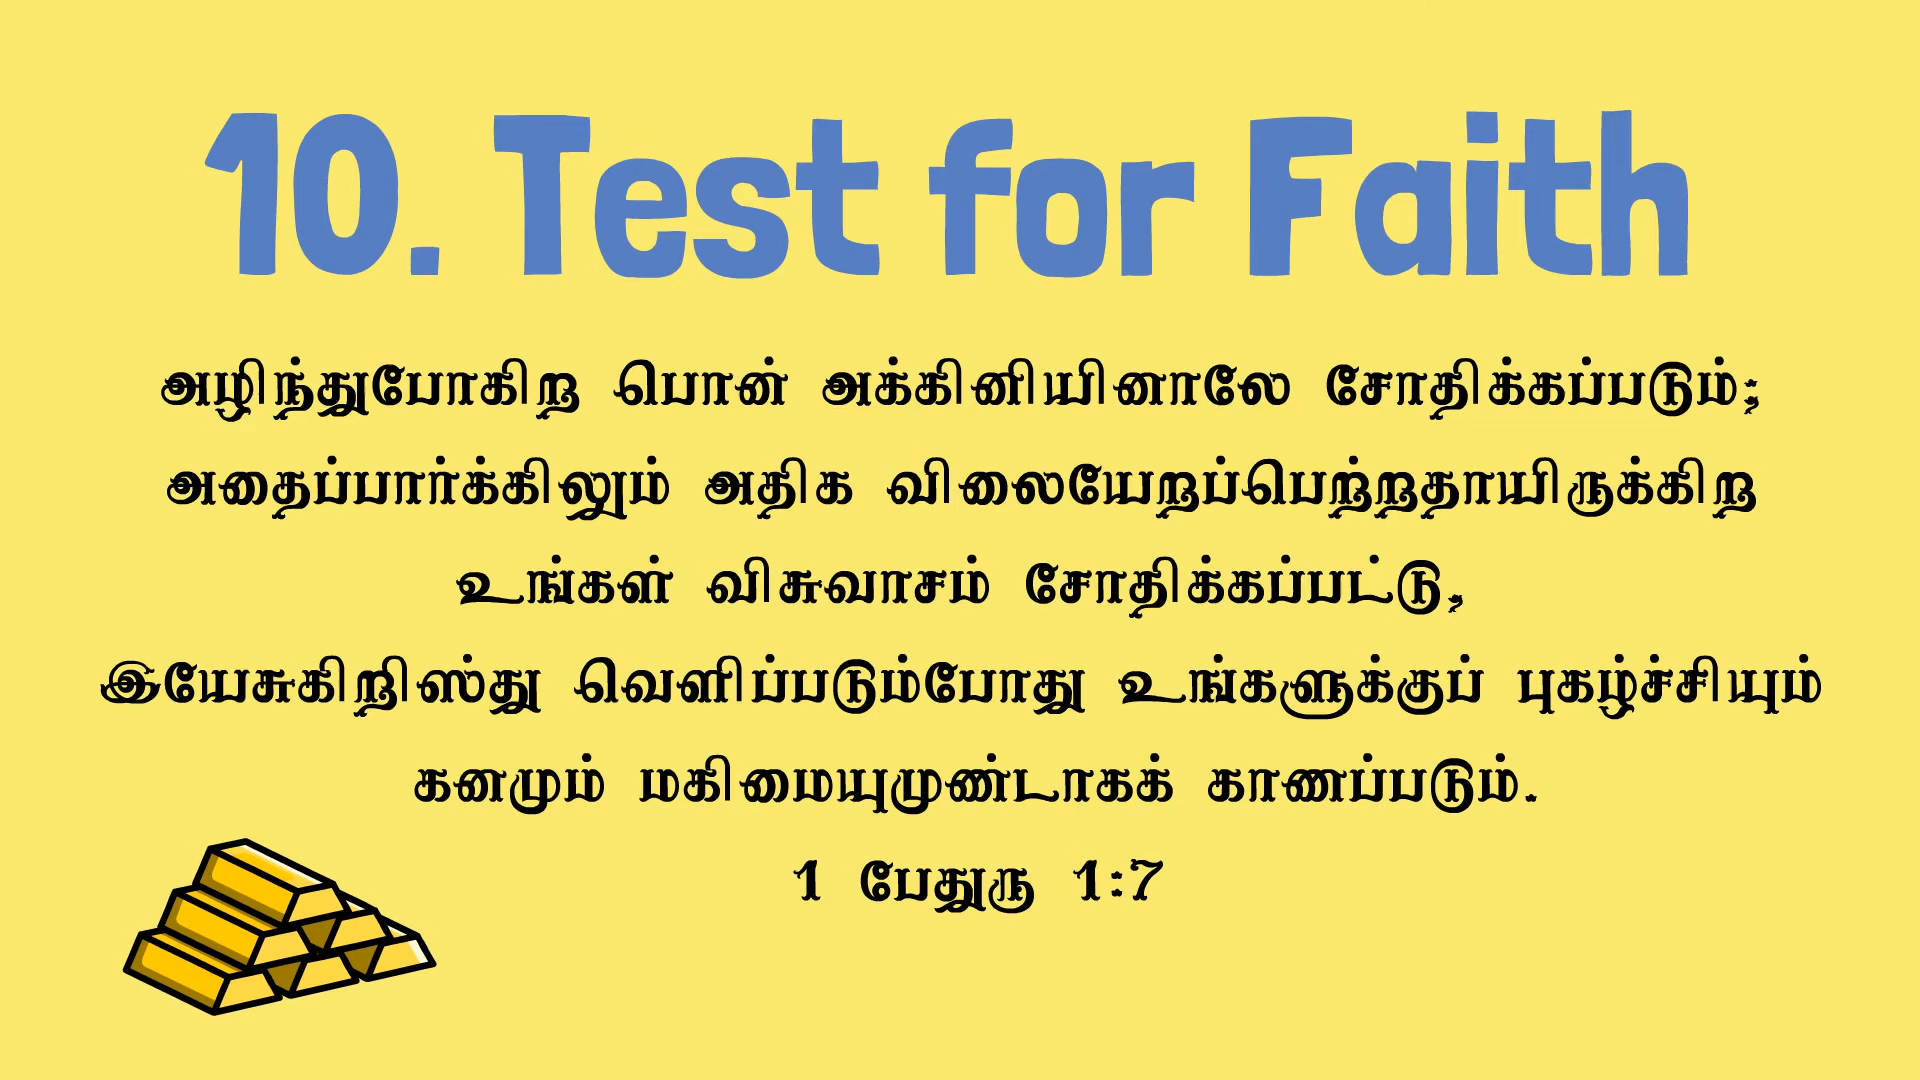 10. Test for Faith
அழிந்துபோகிற பொன் அக்கினியினாலே சோதிக்கப்படும்;
அதைப்பார்க்கிலும் அதிக விலையேறப்பெற்றதாயிருக்கிற
உங்கள் விசுவாசம் சோதிக்கப்பட்டு,
இயேசுகிறிஸ்து வெளிப்படும்போது உங்களுக்குப் புகழ்ச்சியும்
கனமும் மகிமையுமுண்டாகக் காணப்படும்.
1 பேதுரு 1:7